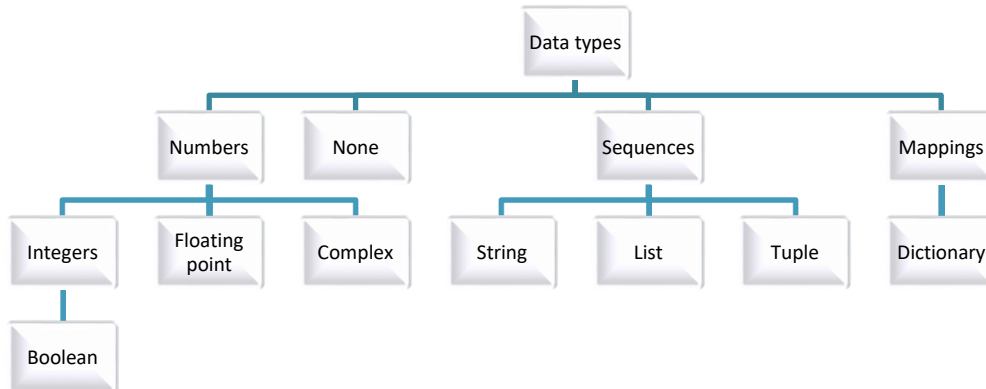 Data types
Numbers
None
Sequences
Mappings
Integers
Floating
point
Complex
String
List
Tuple
Dictionary
Boolean